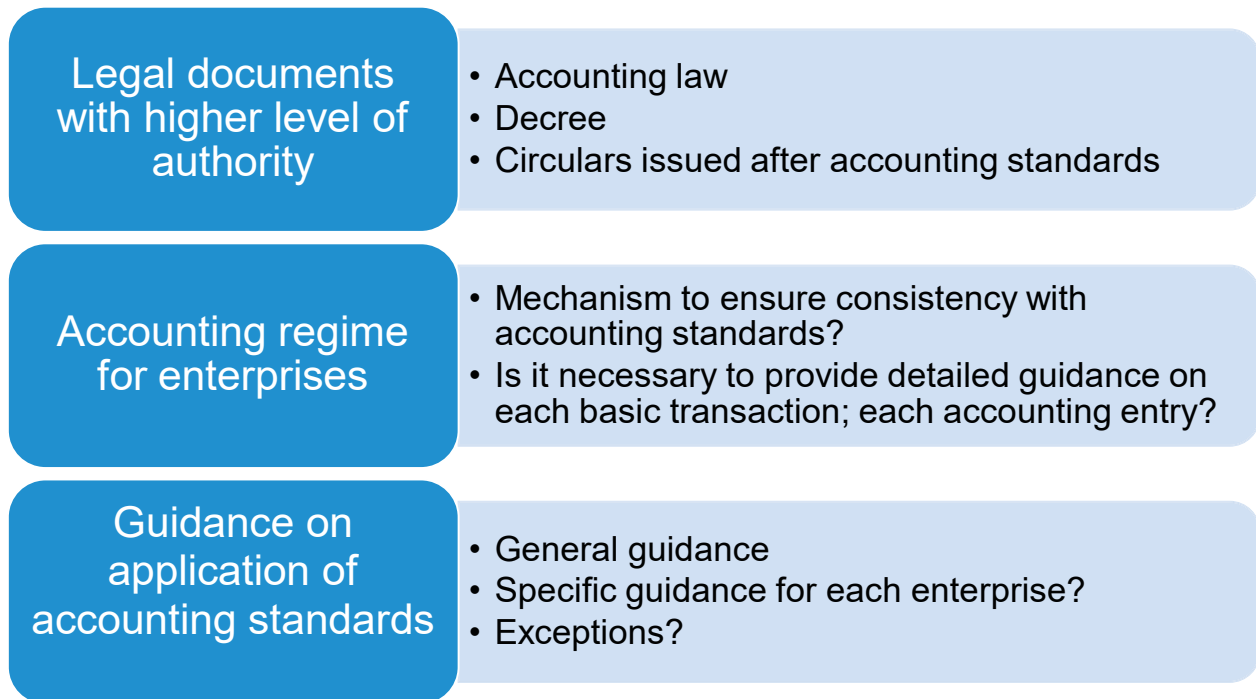 Legal documents
with higher level of
authority
• Accounting law
• Decree
• Circulars issued after accounting standards
Accounting regime
for enterprises
• Mechanism to ensure consistency with
accounting standards?
• Is it necessary to provide detailed guidance on
each basic transaction; each accounting entry?
Guidance on
application of
accounting standards
• General guidance
• Specific guidance for each enterprise?
• Exceptions?